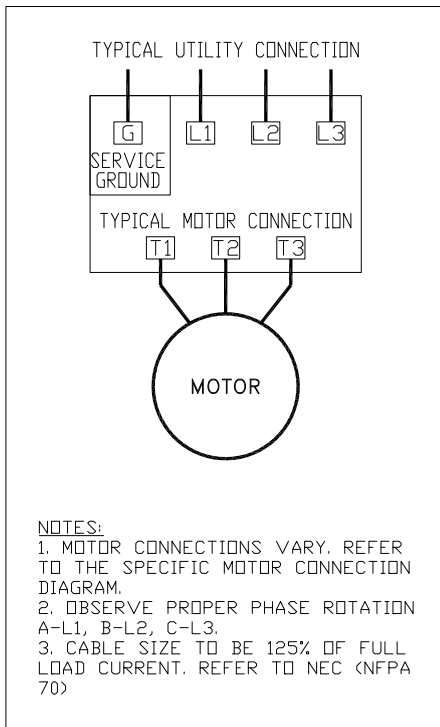 TYPICAL UTILITY CONNECTION
G L1 L2 L3
SERVICE
GROUND
TYPICAL MOTOR CONNECTION
T1 T2 T3
MOTOR
NOTES:
1. MOTOR CONNECTIONS VARY. REFER
TO THE SPECIFIC MOTOR CONNECTION
DIAGRAM.
2. OBSERVE PROPER PHASE ROTATION
A-L1, B-L2, C-L3.
3. CABLE SIZE TO BE 125% OF FULL
LOAD CURRENT. REFER TO NEC (NFPA
70)